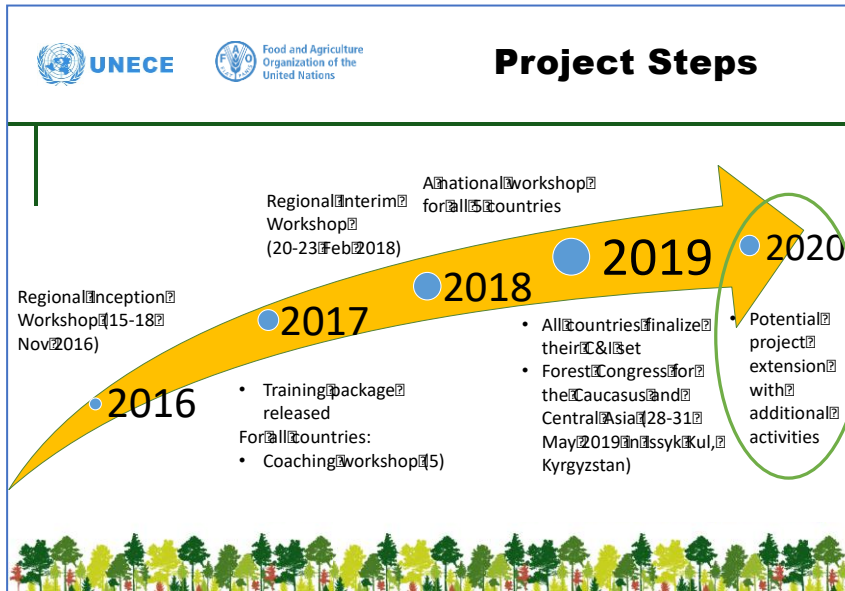 UNECE
Food and Agriculture
Organization of the
United Nations
Project Steps
Regional Inception
Workshop (15-18
Nov 2016)
2016
Regional Interim
Workshop
(20-23 Feb 2018)
2017
• Training package
released
For all countries:
• Coaching workshop (5)
A national workshop
for all 5 countries
2018
2019
• All countries finalize
their C&I set
• Forest Congress for
the Caucasus and
Central Asia (28-31
May 2019 in Issyk Kul,
Kyrgyzstan)
2020
• Potential
project
extension
with
additional
activities